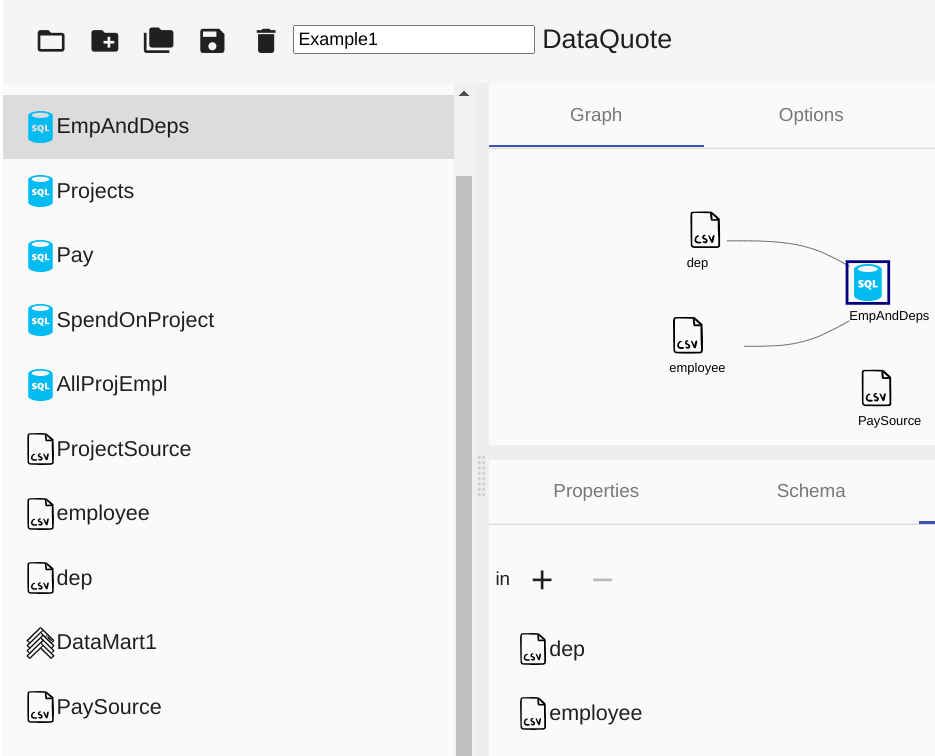 Example1 DataQuote
SQL EmpAndDeps
SQL Projects
SQL Pay
SQL SpendOnProject
SQL AllProjEmpl
CSV ProjectSource
CSV employee
CSV dep
DataMart1
CSV PaySource
Graph Options
CSV
dep
SQL
EmpAndDeps
CSV
employee
CSV
PaySource
Properties Schema
in
CSV dep
CSV employee